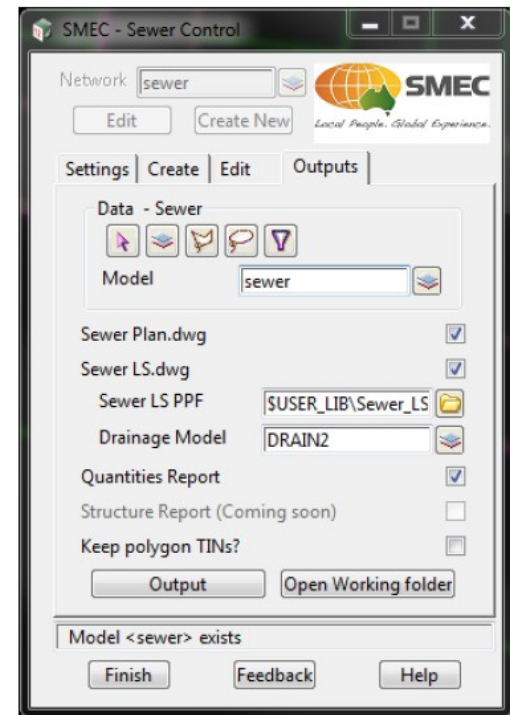 SMEC - Sewer Control
Network sewer
SMEC
Edit Create New
Local People. Global Experience.
Settings Create Edit Outputs
Data - Sewer
Model sewer
Sewer Plan.dwg
Sewer LS.dwg
Sewer LS PPF $USER_LIB\Sewer_LS
Drainage Model DRAIN2
Quantities Report
Structure Report (Coming soon)
Keep polygon TINs?
Output Open Working folder
Model <sewer> exists
Finish Feedback Help